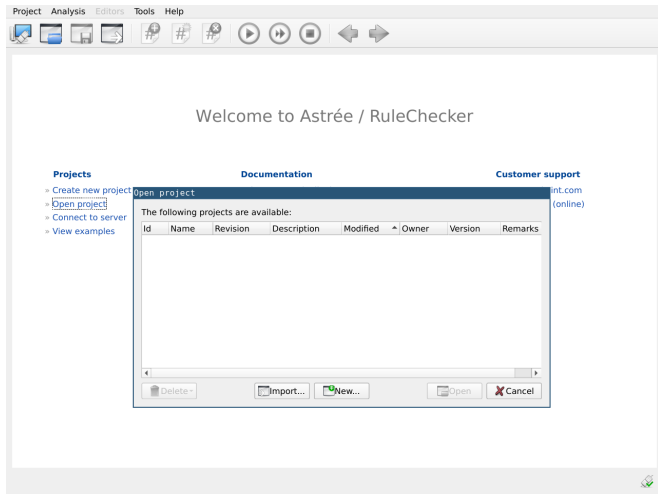 Project Analysis Editors Tools Help
Welcome to Astrée / RuleChecker
Projects Documentation Customer support
» Create new project int.com
» Open project (online)
» Connect to server
» View examples
Open project
The following projects are available:
Id Name Revision Description Modified Owner Version Remarks
Delete Import... New... Open Cancel